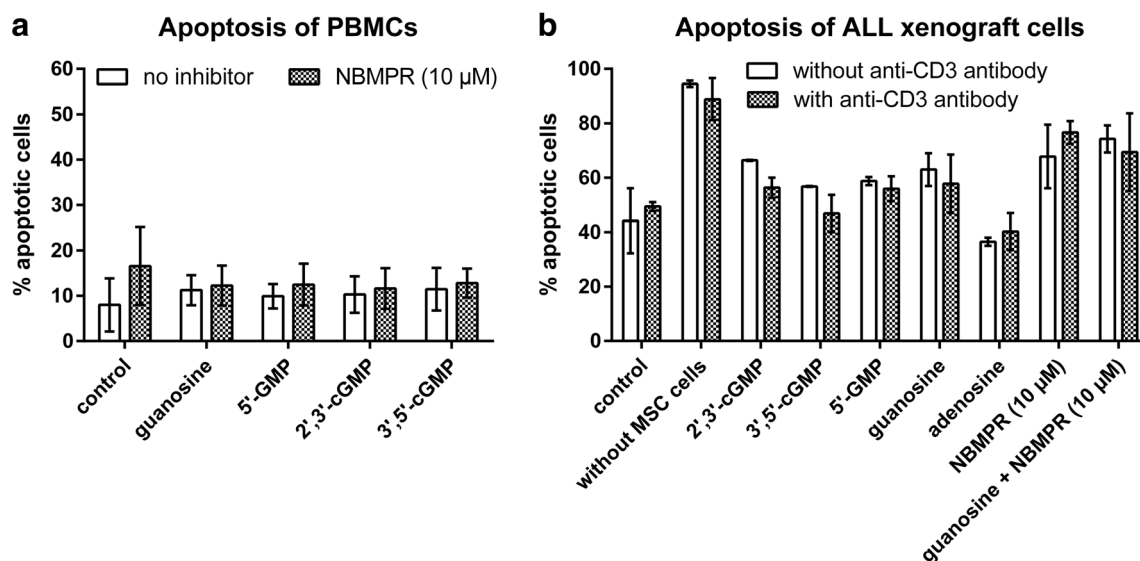 a Apoptosis of PBMCs
60
50
40
30
20
10
0
% apoptotic cells
no inhibitor NBMPR (10 µM)
control
guanosine
5'-GMP
2',3'-cGMP
3',5'-cGMP
b Apoptosis of ALL xenograft cells
100
80
60
40
20
0
% apoptotic cells
without anti-CD3 antibody
with anti-CD3 antibody
control
without MSC cells
2',3'-cGMP
3',5'-cGMP
5'-GMP
guanosine
adenosine
NBMPR (10 µM)
guanosine + NBMPR (10 µM)